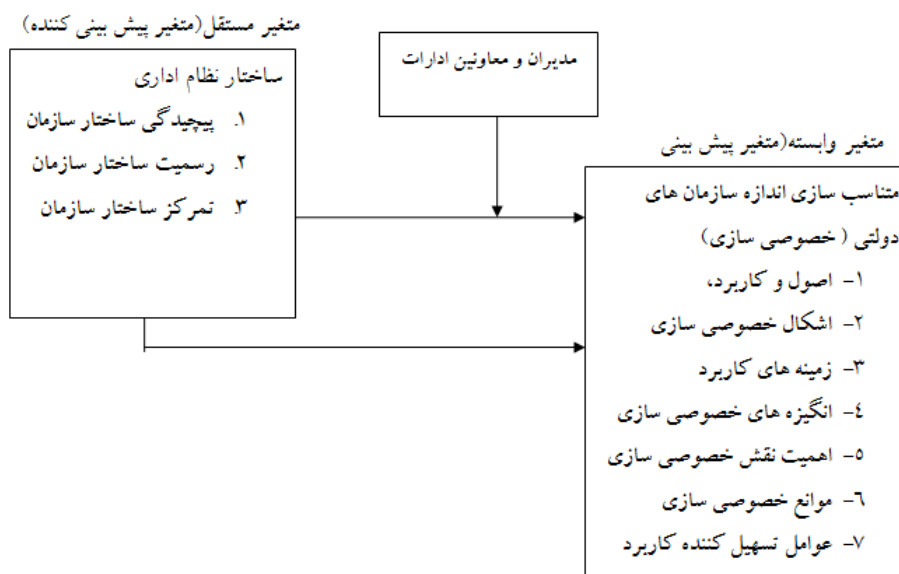 متغیر مستقل(متغیر پیش بینی کننده)
ساختار نظام اداری
۱. پیچیدگی ساختار سازمان
۲. رسمیت ساختار سازمان
۳. تمرکز ساختار سازمان
مدیران و معاونین ادارات
متغیر وابسته(متغیر پیش بینی
متناسب سازی اندازه سازمان های
دولتی ( خصوصی سازی)
۱- اصول و کاربرد،
۲- اشکال خصوصی سازی
۳- زمینه های کاربرد
٤- انگیزه های خصوصی سازی
٥- اهمیت نقش خصوصی سازی
٦- موانع خصوصی سازی
۷- عوامل تسهیل کننده کاربرد